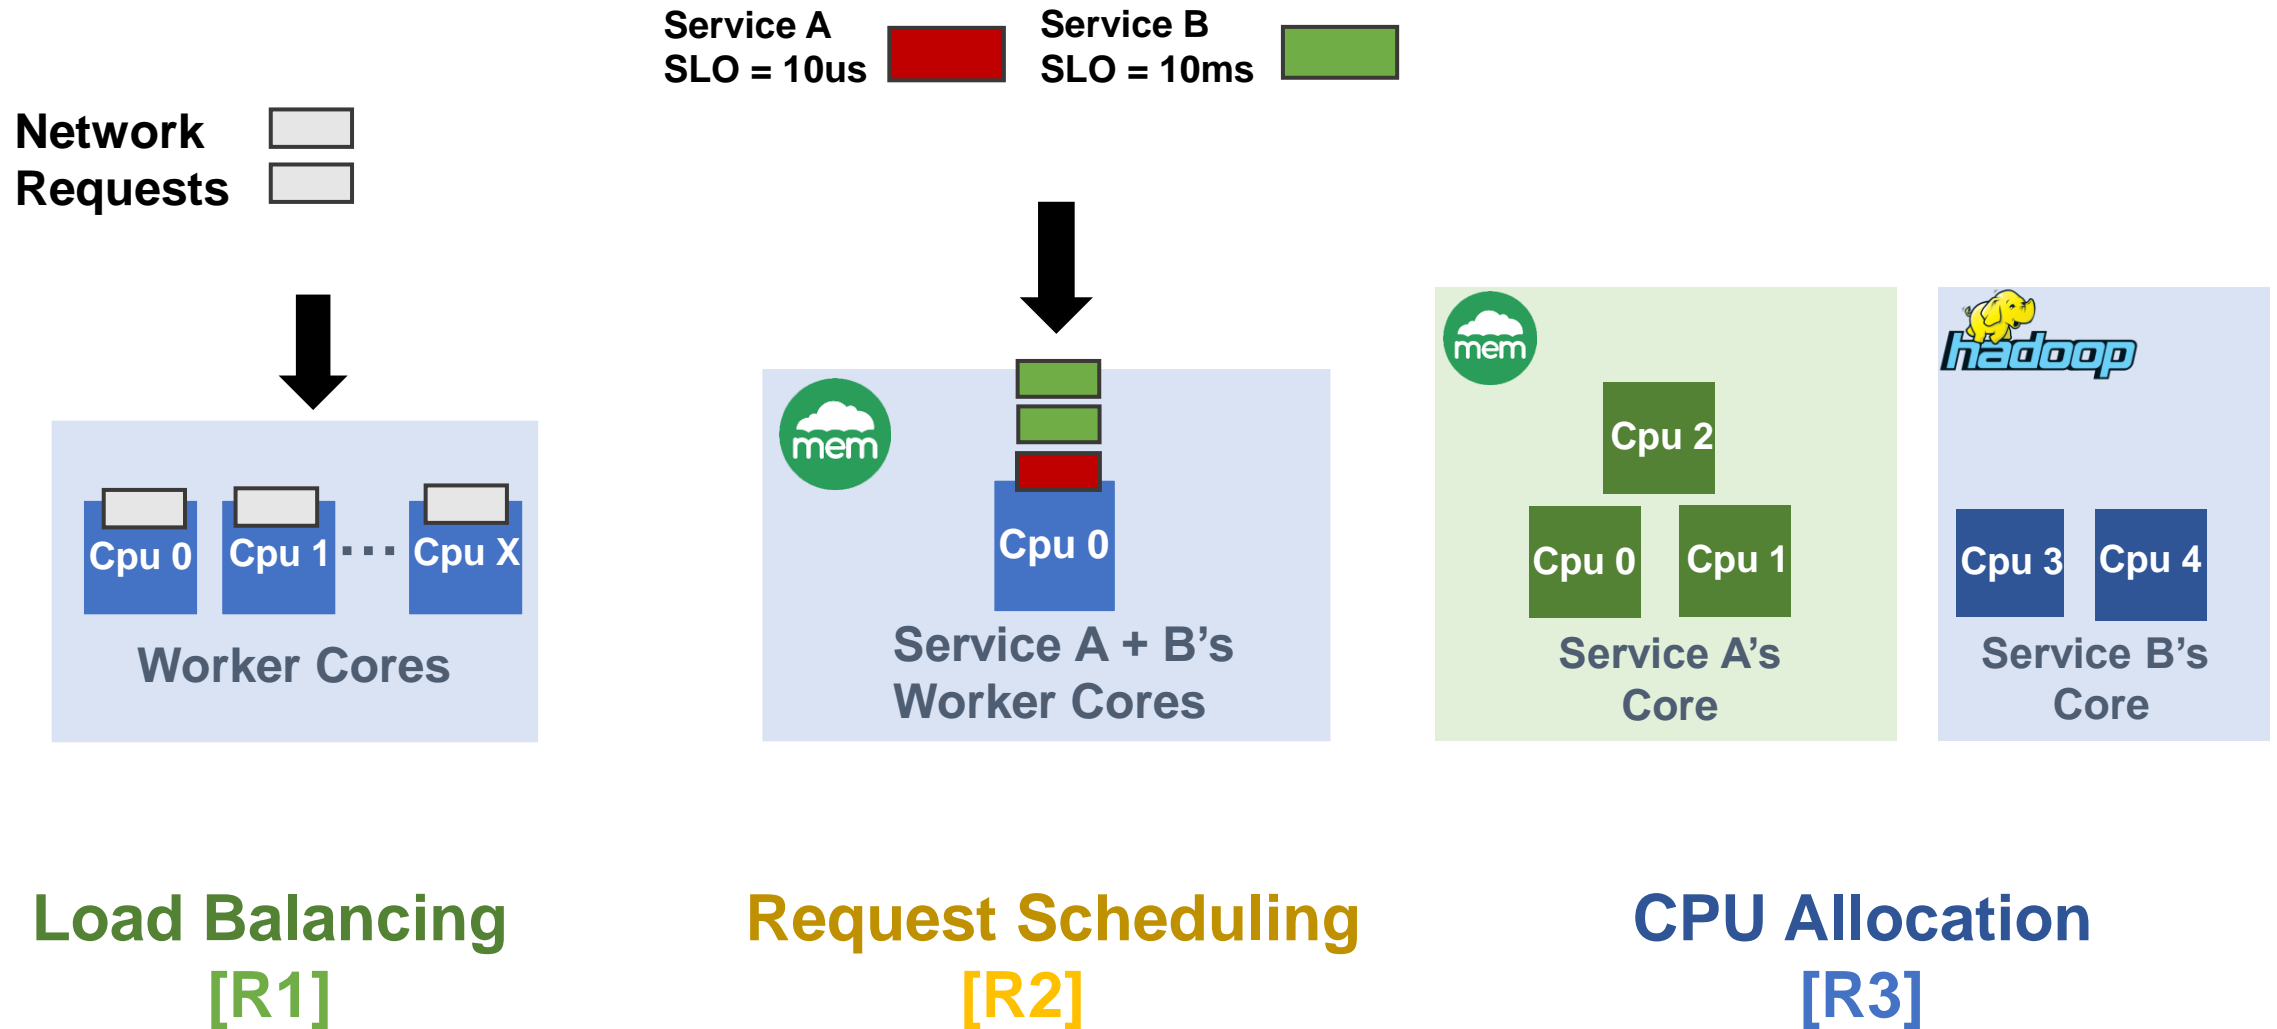 Service A
SLO = 10us
Service B
SLO = 10ms
Network
Requests
Cpu 0
Cpu 1
...
Cpu X
Worker Cores
mem
Cpu 0
Service A + B's
Worker Cores
mem
Cpu 2
Cpu 0
Cpu 1
Service A's
Core
hadoop
Cpu 3
Cpu 4
Service B's
Core
Load Balancing
[R1]
Request Scheduling
[R2]
CPU Allocation
[R3]